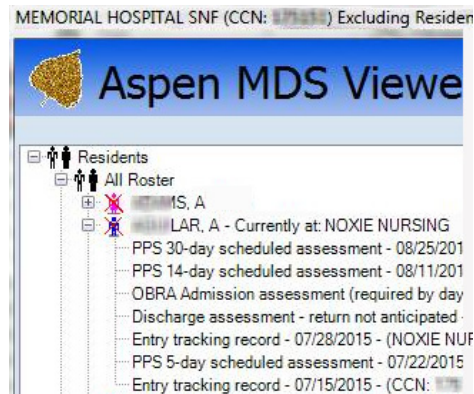 MEMORIAL HOSPITAL SNF (CCN: ) Excluding Residen
Aspen MDS Viewe
Residents
All Roster
MS, A
LAR, A - Currently at: NOXIE NURSING
PPS 30-day scheduled assessment - 08/25/201
PPS 14-day scheduled assessment - 08/11/201
OBRA Admission assessment (required by day
Discharge assessment - return not anticipated -
Entry tracking record - 07/28/2015 - (NOXIE NUR
PPS 5-day scheduled assessment - 07/22/2015
Entry tracking record - 07/15/2015 - (CCN: